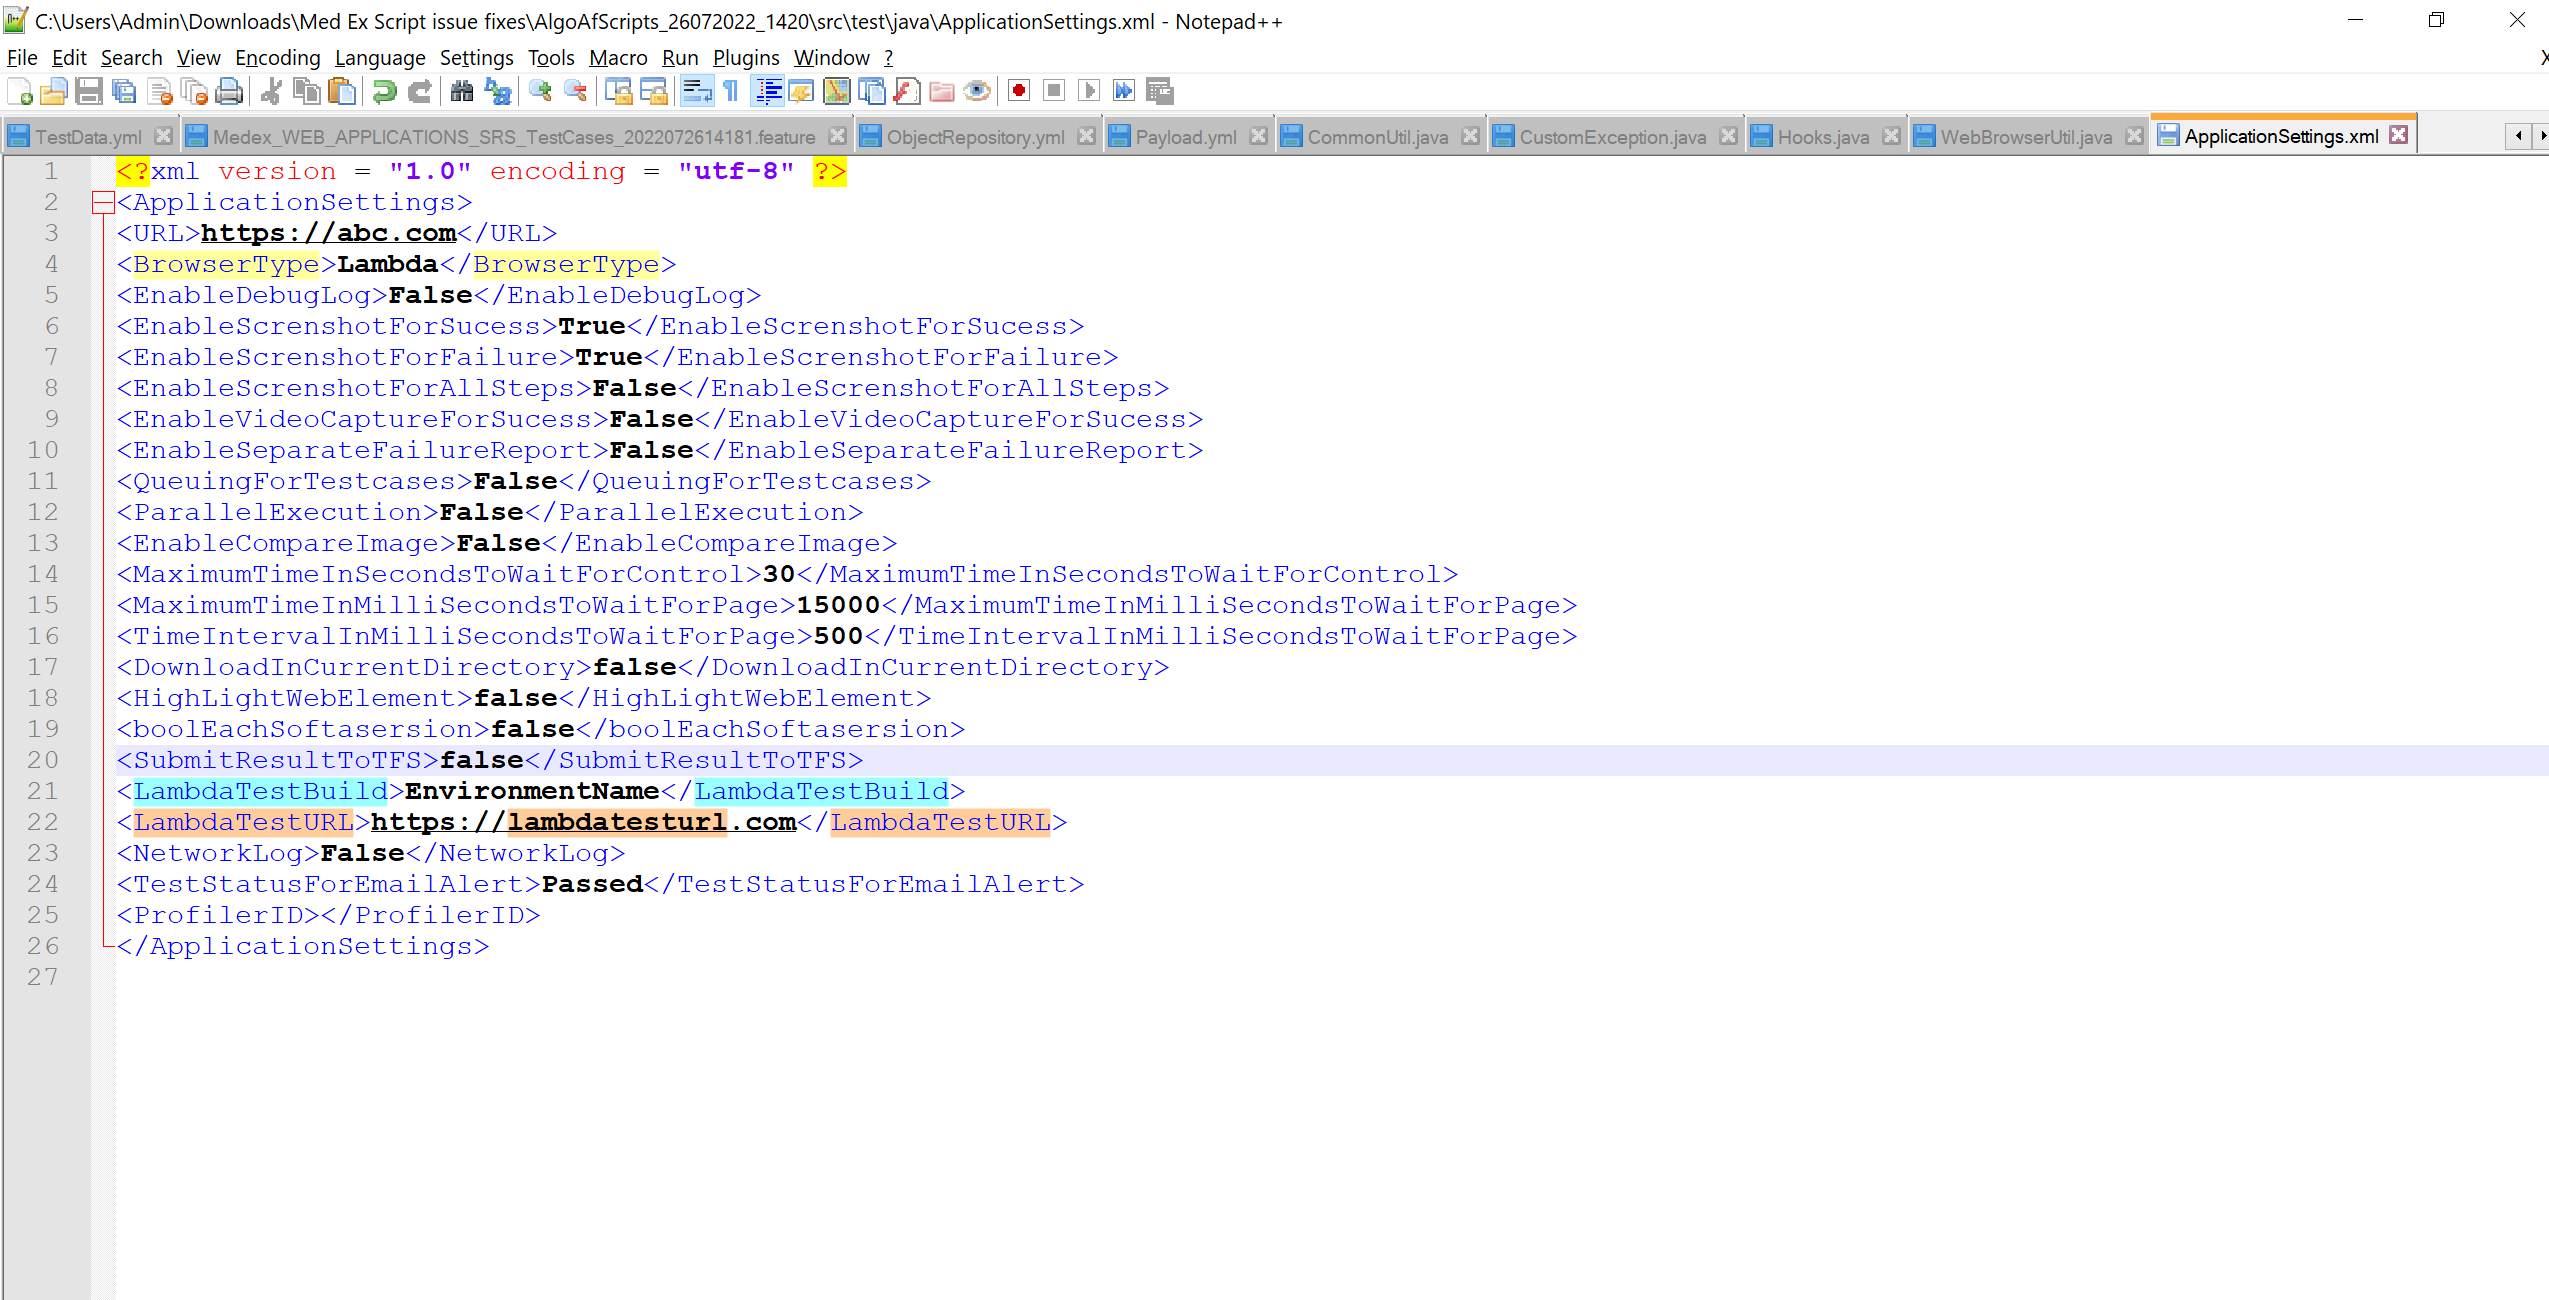 C:\Users\Admin\Downloads\Med Ex Script issue fixes\AlgoAfScripts_26072022_1420\src\test\java\ApplicationSettings.xml - Notepad++
File Edit Search View Encoding Language Settings Tools Macro Run Plugins Window ? X
TestData.yml Medex_WEB_APPLICATIONS_SRS_TestCases_2022072614181.feature ObjectRepository.yml Payload.yml CommonUtil.java CustomException.java Hooks.java WebBrowserUtil.java ApplicationSettings.xml
1 <?xml version = "1.0" encoding = "utf-8" ?>
2 <ApplicationSettings>
3 <URL>https://abc.com</URL>
4 <BrowserType>Lambda</BrowserType>
5 <EnableDebugLog>False</EnableDebugLog>
6 <EnableScrenshotForSucess>True</EnableScrenshotForSucess>
7 <EnableScrenshotForFailure>True</EnableScrenshotForFailure>
8 <EnableScrenshotForAllSteps>False</EnableScrenshotForAllSteps>
9 <EnableVideoCaptureForSucess>False</EnableVideoCaptureForSucess>
10 <EnableSeparateFailureReport>False</EnableSeparateFailureReport>
11 <QueuingForTestcases>False</QueuingForTestcases>
12 <ParallelExecution>False</ParallelExecution>
13 <EnableCompareImage>False</EnableCompareImage>
14 <MaximumTimeInSecondsToWaitForControl>30</MaximumTimeInSecondsToWaitForControl>
15 <MaximumTimeInMilliSecondsToWaitForPage>15000</MaximumTimeInMilliSecondsToWaitForPage>
16 <TimeIntervalInMilliSecondsToWaitForPage>500</TimeIntervalInMilliSecondsToWaitForPage>
17 <DownloadInCurrentDirectory>false</DownloadInCurrentDirectory>
18 <HighLightWebElement>false</HighLightWebElement>
19 <boolEachSoftasersion>false</boolEachSoftasersion>
20 <SubmitResultToTFS>false</SubmitResultToTFS>
21 <LambdaTestBuild>EnvironmentName</LambdaTestBuild>
22 <LambdaTestURL>https://lambdatesturl.com</LambdaTestURL>
23 <NetworkLog>False</NetworkLog>
24 <TestStatusForEmailAlert>Passed</TestStatusForEmailAlert>
25 <ProfilerID></ProfilerID>
26 </ApplicationSettings>
27